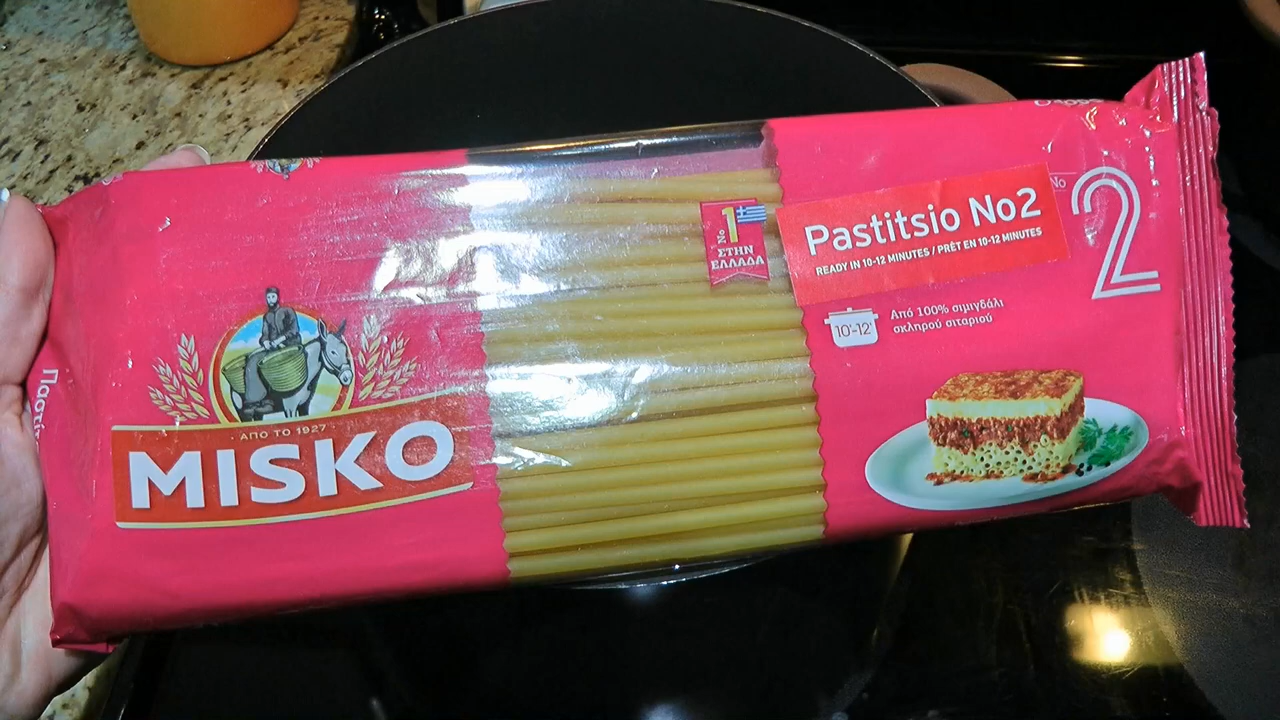 · ΑΠΟ ΤΟ 1927 ·
MISKO
No 1
ΣΤΗΝ
ΕΛΛΑΔΑ
Pastitsio No2
READY IN 10-12 MINUTES / PRÊT EN 10-12 MINUTES
No 2
10'-12'
Από 100% σιμιγδάλι
σκληρού σιταριού